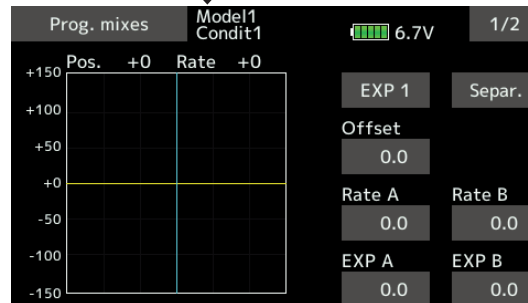 Prog. mixes
Model1
Condit1
6.7V
1/2
Pos. +0 Rate +0
+150
+100
+50
+0
-50
-100
-150
EXP 1 Separ.
Offset
0.0
Rate A Rate B
0.0 0.0
EXP A EXP B
0.0 0.0